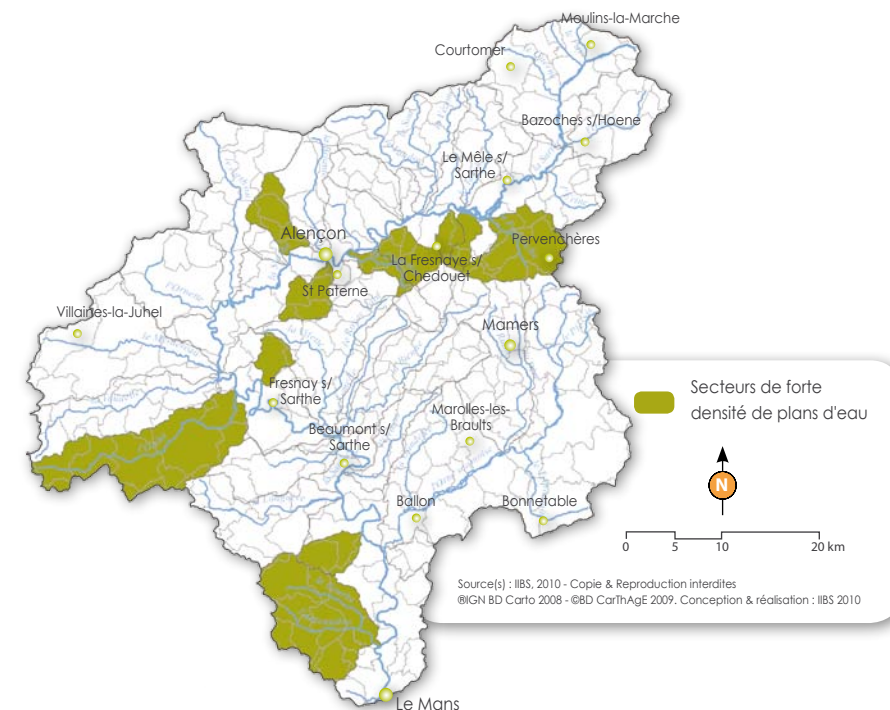 Moulins-la-Marche
Courtomer
Bazoches s/Hoene
Le Mêle s/
Sarthe
Alençon
Pervenchères
La Fresnaye s/
Chedouet
St Paterne
Villaines-la-Juhel
Mamers
Fresnay s/
Sarthe
Marolles-les-
Braults
Beaumont s/
Sarthe
Ballon
Bonnetable
Le Mans
Secteurs de forte
densité de plans d'eau
N
0 5 10 20 km
Source(s) : IIBS, 2010 - Copie & Reproduction interdites
®IGN BD Carto 2008 - ©BD CarThAgE 2009. Conception & réalisation : IIBS 2010